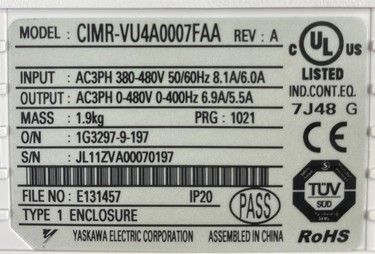 MODEL : CIMR-VU4A0007FAA REV : A
C UL US
LISTED
IND.CONT.EQ.
7J48 G
INPUT : AC3PH 380-480V 50/60Hz 8.1A/6.0A
OUTPUT : AC3PH 0-480V 0-400Hz 6.9A/5.5A
MASS : 1.9kg PRG : 1021
O/N : 1G3297-9-197
S/N : JL11ZVA00070197
CE
FILE NO : E131457 IP20
TYPE 1 ENCLOSURE
PASS
TÜV
SÜD
YASKAWA ELECTRIC CORPORATION ASSEMBLED IN CHINA
RoHS